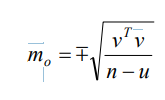 m̅ₒ = ∓√(vᵀv / (n - u))